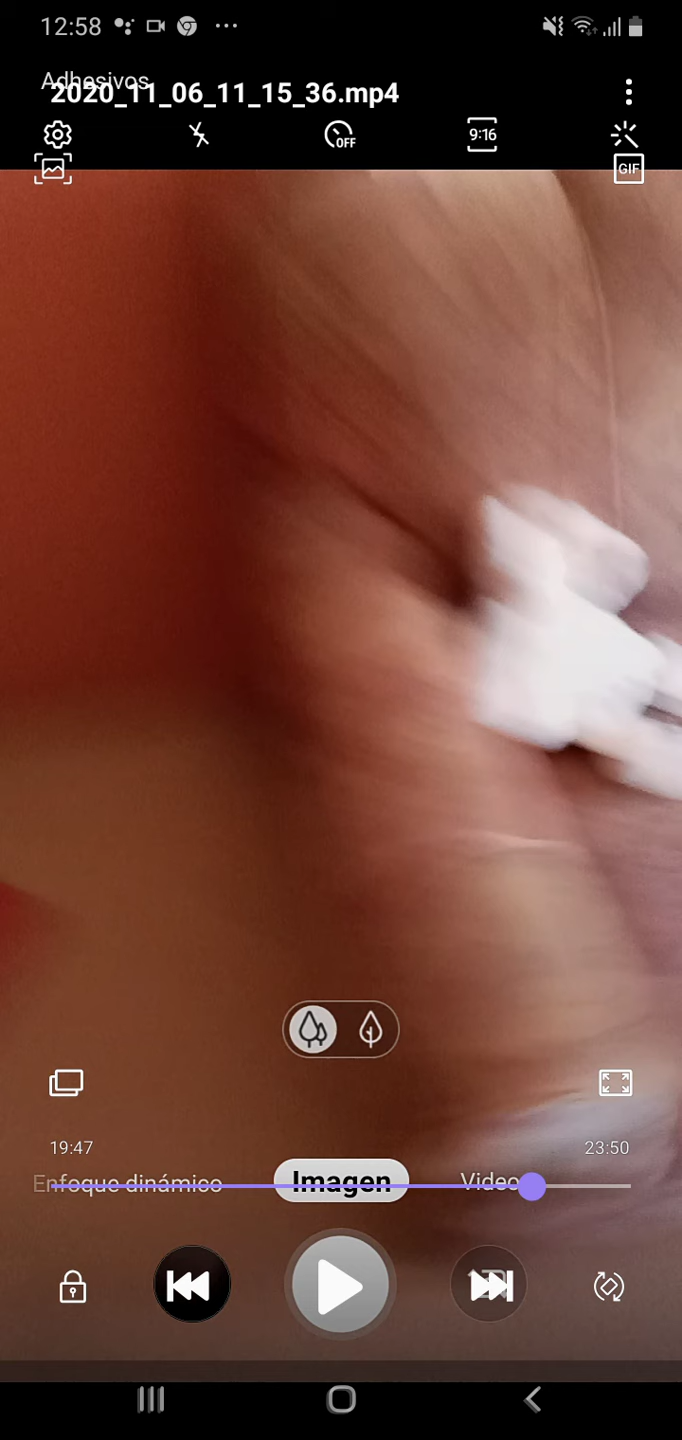 12:58
Adhesivos
2020_11_06_11_15_36.mp4
OFF
9:16
GIF
19:47
23:50
Enfoque dinámico
Imagen
Video